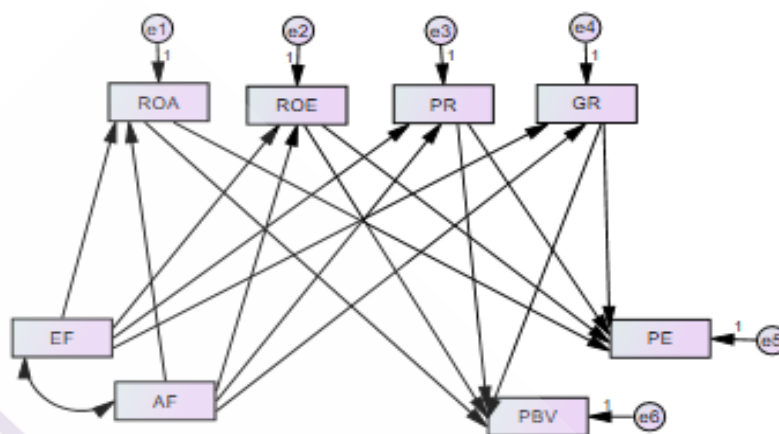 e1 e2 e3 e4
1 1 1 1
ROA ROE PR GR
EF PE 1 e5
AF PBV 1 e6